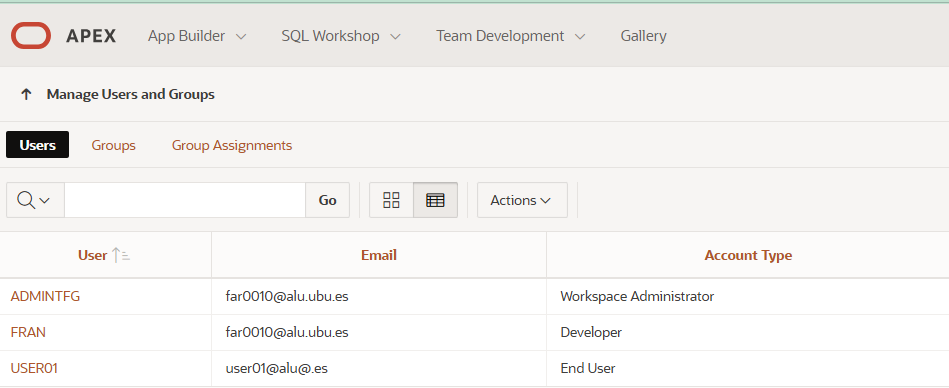 APEX App Builder SQL Workshop Team Development Gallery
Manage Users and Groups
Users Groups Group Assignments
Go Actions
User Email Account Type
ADMINTFG far0010@alu.ubu.es Workspace Administrator
FRAN far0010@alu.ubu.es Developer
USER01 user01@alu@.es End User